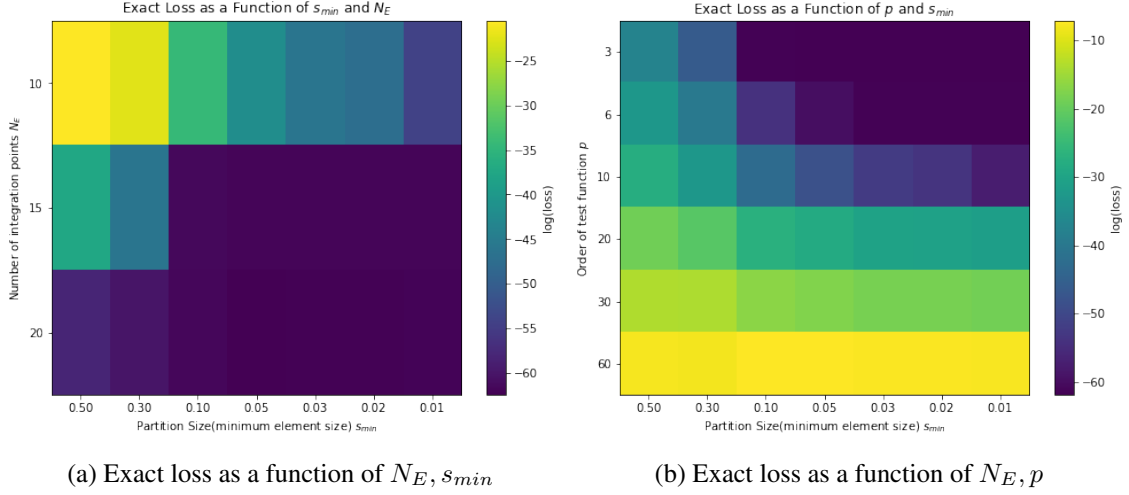 Exact Loss as a Function of s_min and N_E
Number of integration points N_E
10
15
20
0.50 0.30 0.10 0.05 0.03 0.02 0.01
Partition Size(minimum element size) s_min
−25
−30
−35
−40
−45
−50
−55
−60
log(loss)
(a) Exact loss as a function of N_E, s_min
Exact Loss as a Function of p and s_min
Order of test function p
3
6
10
20
30
60
0.50 0.30 0.10 0.05 0.03 0.02 0.01
Partition Size(minimum element size) s_min
−10
−20
−30
−40
−50
−60
log(loss)
(b) Exact loss as a function of N_E, p